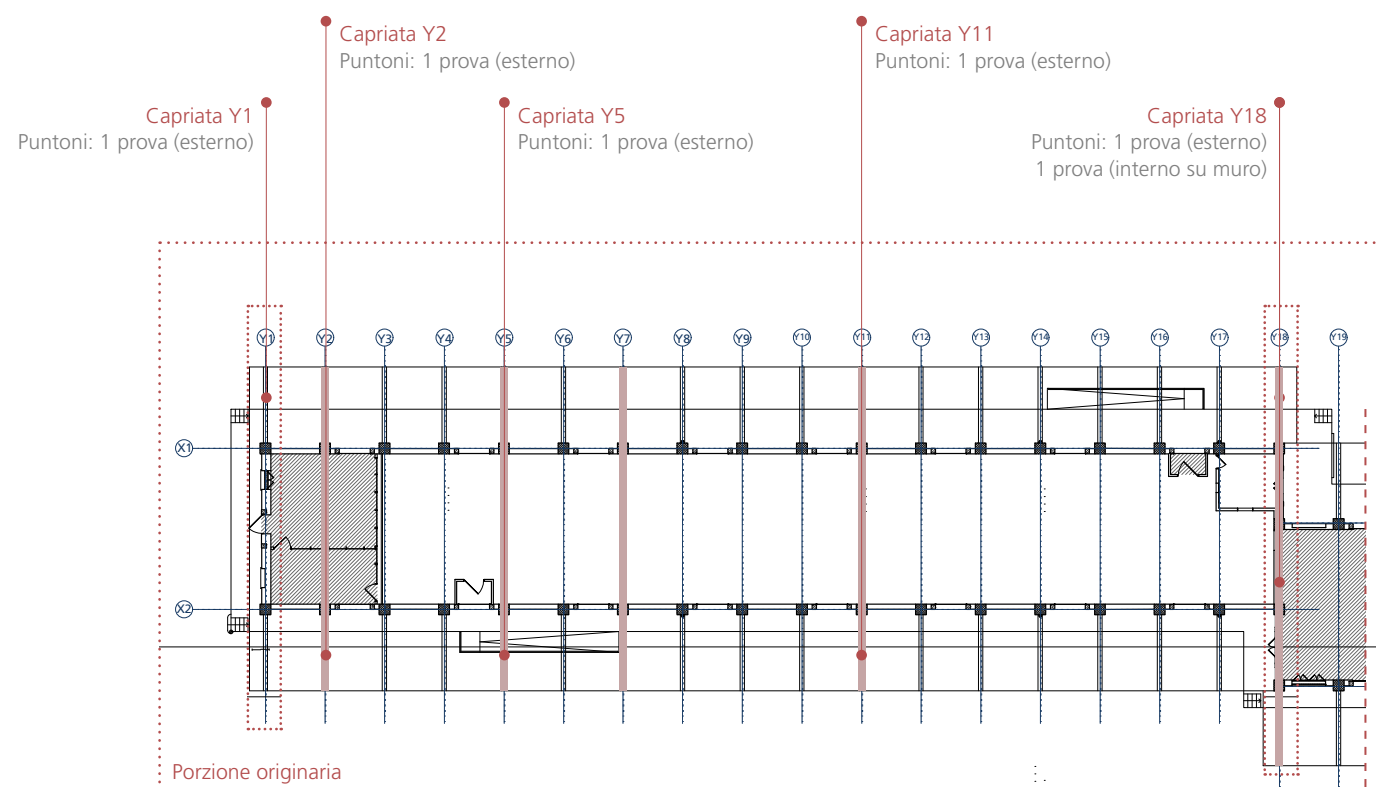 Capriata Y2
Puntoni: 1 prova (esterno)
Capriata Y11
Puntoni: 1 prova (esterno)
Capriata Y1
Puntoni: 1 prova (esterno)
Capriata Y5
Puntoni: 1 prova (esterno)
Capriata Y18
Puntoni: 1 prova (esterno)
1 prova (interno su muro)
Y1 Y2 Y3 Y4 Y5 Y6 Y7 Y8 Y9 Y10 Y11 Y12 Y13 Y14 Y15 Y16 Y17 Y18 Y19
X1
X2
Porzione originaria